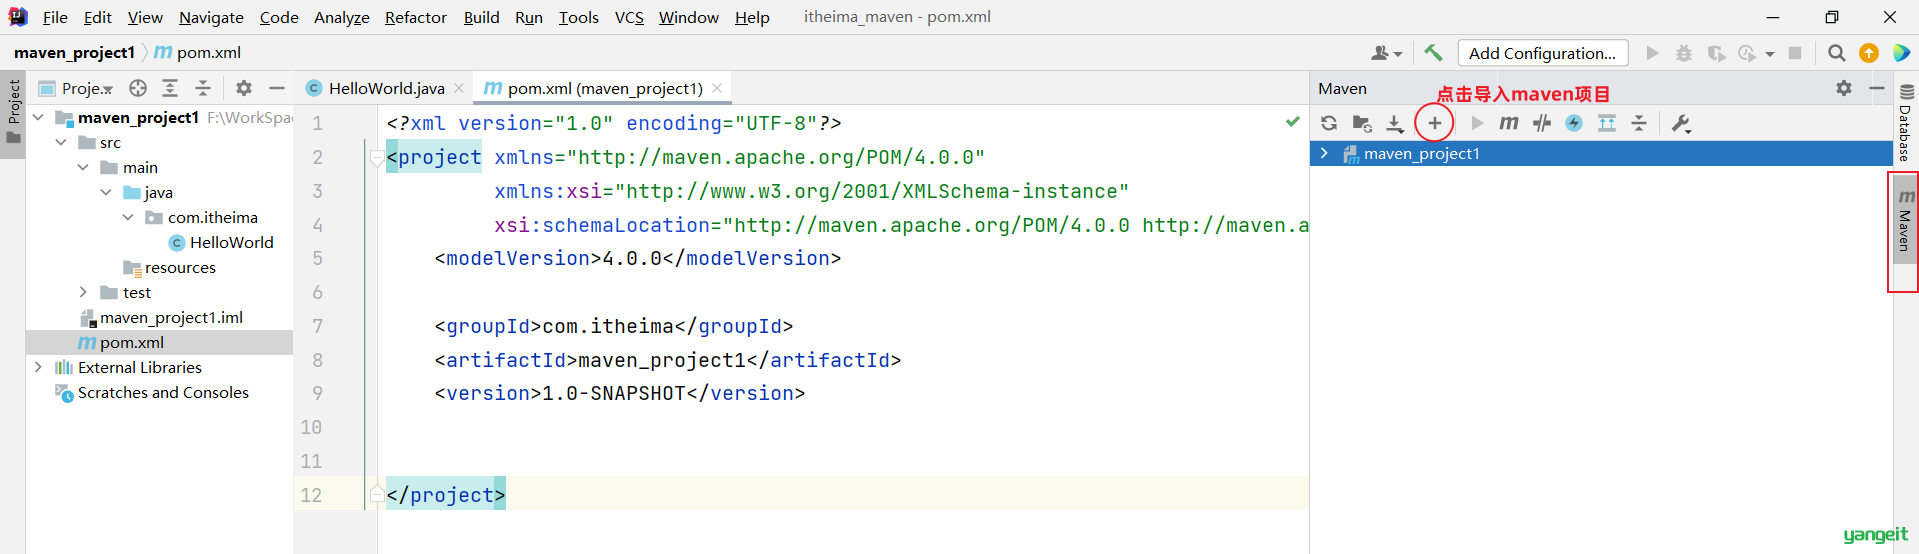 File Edit View Navigate Code Analyze Refactor Build Run Tools VCS Window Help itheima_maven - pom.xml
maven_project1 pom.xml
Add Configuration...
Project
Proje...
maven_project1 F:\WorkSpac
src
main
java
com.itheima
HelloWorld
resources
test
maven_project1.iml
pom.xml
External Libraries
Scratches and Consoles
HelloWorld.java
pom.xml (maven_project1)
1 <?xml version="1.0" encoding="UTF-8"?>
2 <project xmlns="http://maven.apache.org/POM/4.0.0"
3 xmlns:xsi="http://www.w3.org/2001/XMLSchema-instance"
4 xsi:schemaLocation="http://maven.apache.org/POM/4.0.0 http://maven.a
5 <modelVersion>4.0.0</modelVersion>
6
7 <groupId>com.itheima</groupId>
8 <artifactId>maven_project1</artifactId>
9 <version>1.0-SNAPSHOT</version>
10
11
12 </project>
Maven
点击导入maven项目
maven_project1
Database
Maven
yangeit